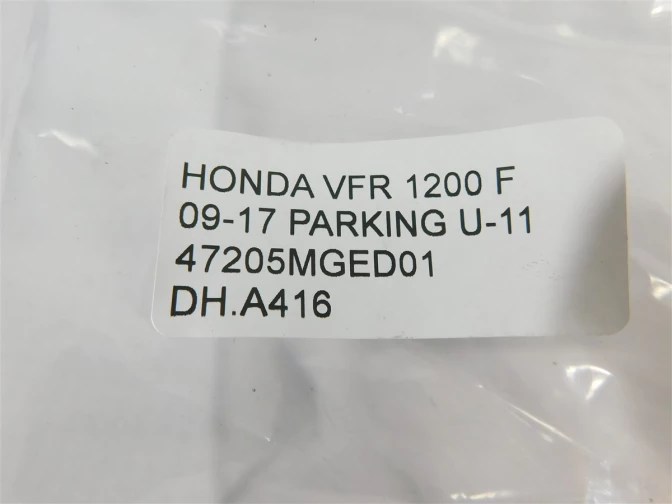 HONDA VFR 1200 F
09-17 PARKING U-11
47205MGED01
DH.A416